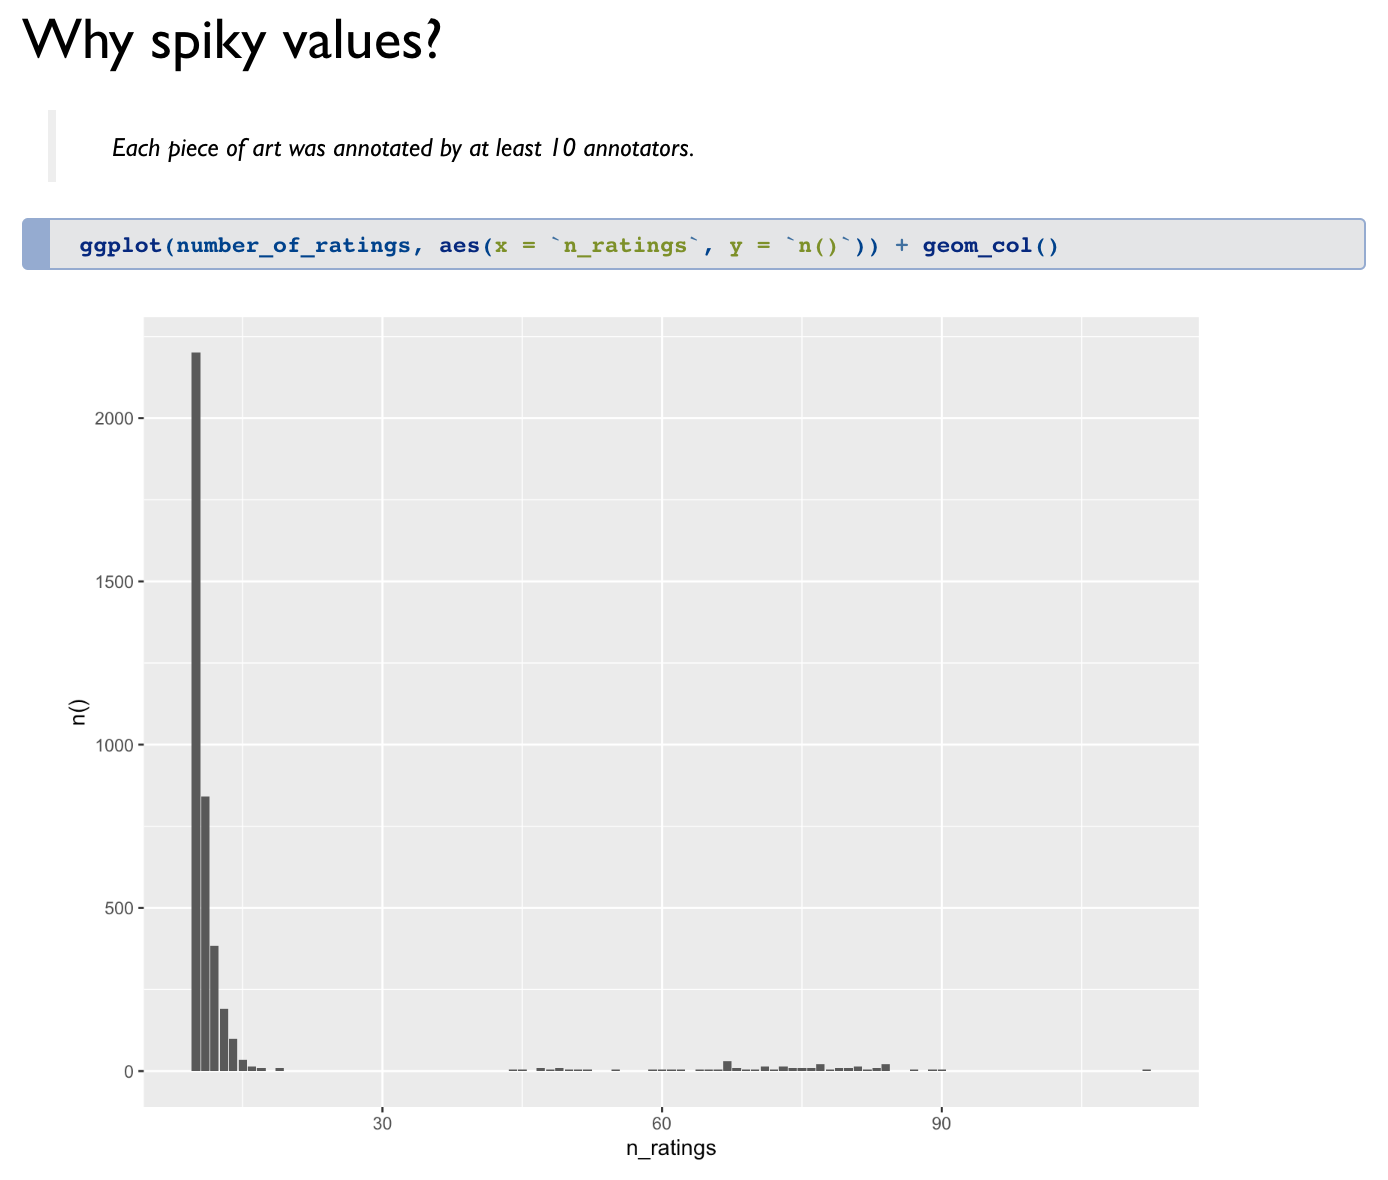 Why spiky values?
Each piece of art was annotated by at least 10 annotators.
ggplot(number_of_ratings, aes(x = `n_ratings`, y = `n()`)) + geom_col()
2000
1500
1000
500
0
n()
30
60
90
n_ratings